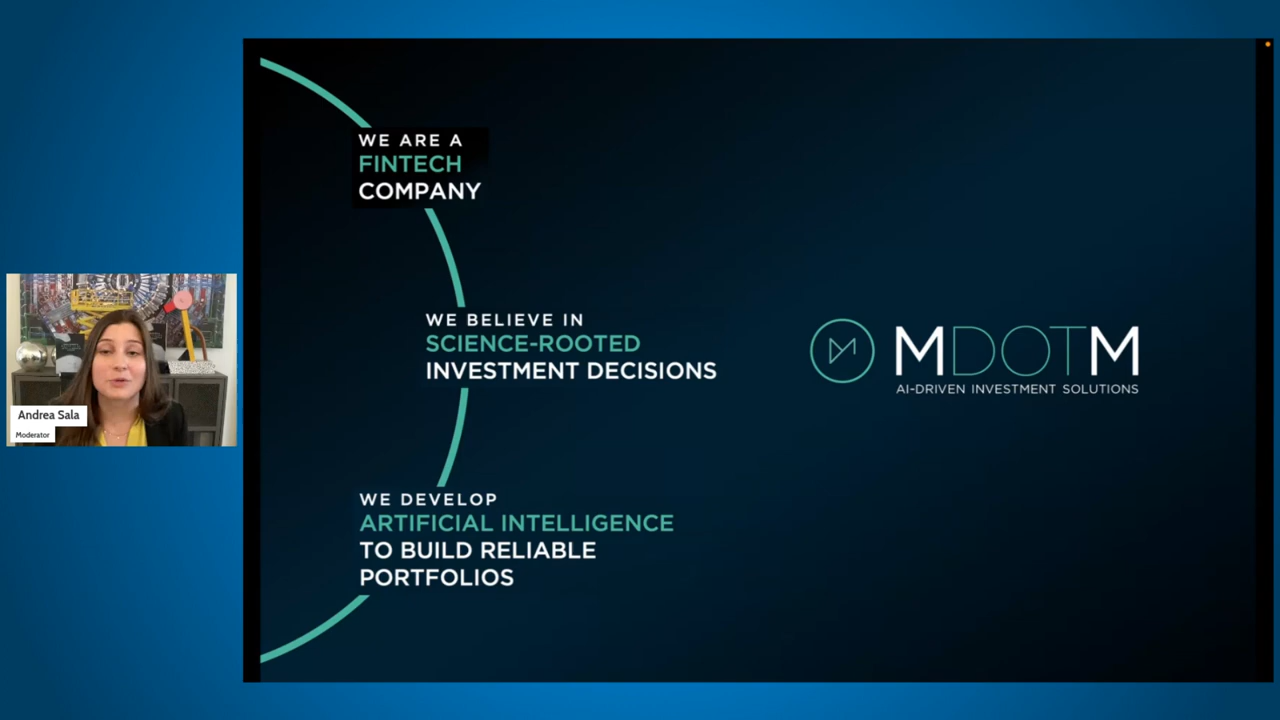 WE ARE A
FINTECH
COMPANY
WE BELIEVE IN
SCIENCE-ROOTED
INVESTMENT DECISIONS
MDOTM
AI-DRIVEN INVESTMENT SOLUTIONS
Andrea Sala
Moderator
WE DEVELOP
ARTIFICIAL INTELLIGENCE
TO BUILD RELIABLE
PORTFOLIOS